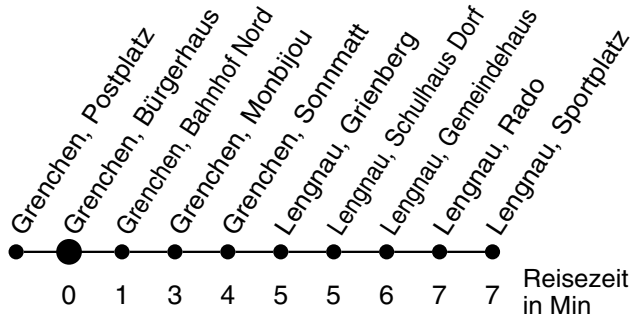 Grenchen, Postplatz
Grenchen, Bürgerhaus
Grenchen, Bahnhof Nord
Grenchen, Monbijou
Grenchen, Sonnmatt
Lengnau, Grienberg
Lengnau, Schulhaus Dorf
Lengnau, Gemeindehaus
Lengnau, Rado
Lengnau, Sportplatz
0 1 3 4 5 5 6 7 7
Reisezeit
in Min